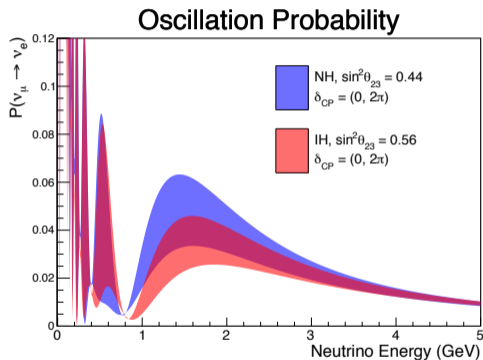 Oscillation Probability
P(ν_μ → ν_e)
0.12
0.1
0.08
0.06
0.04
0.02
0
NH, sin²θ₂₃ = 0.44
δ_CP = (0, 2π)
IH, sin²θ₂₃ = 0.56
δ_CP = (0, 2π)
0 1 2 3 4 5
Neutrino Energy (GeV)